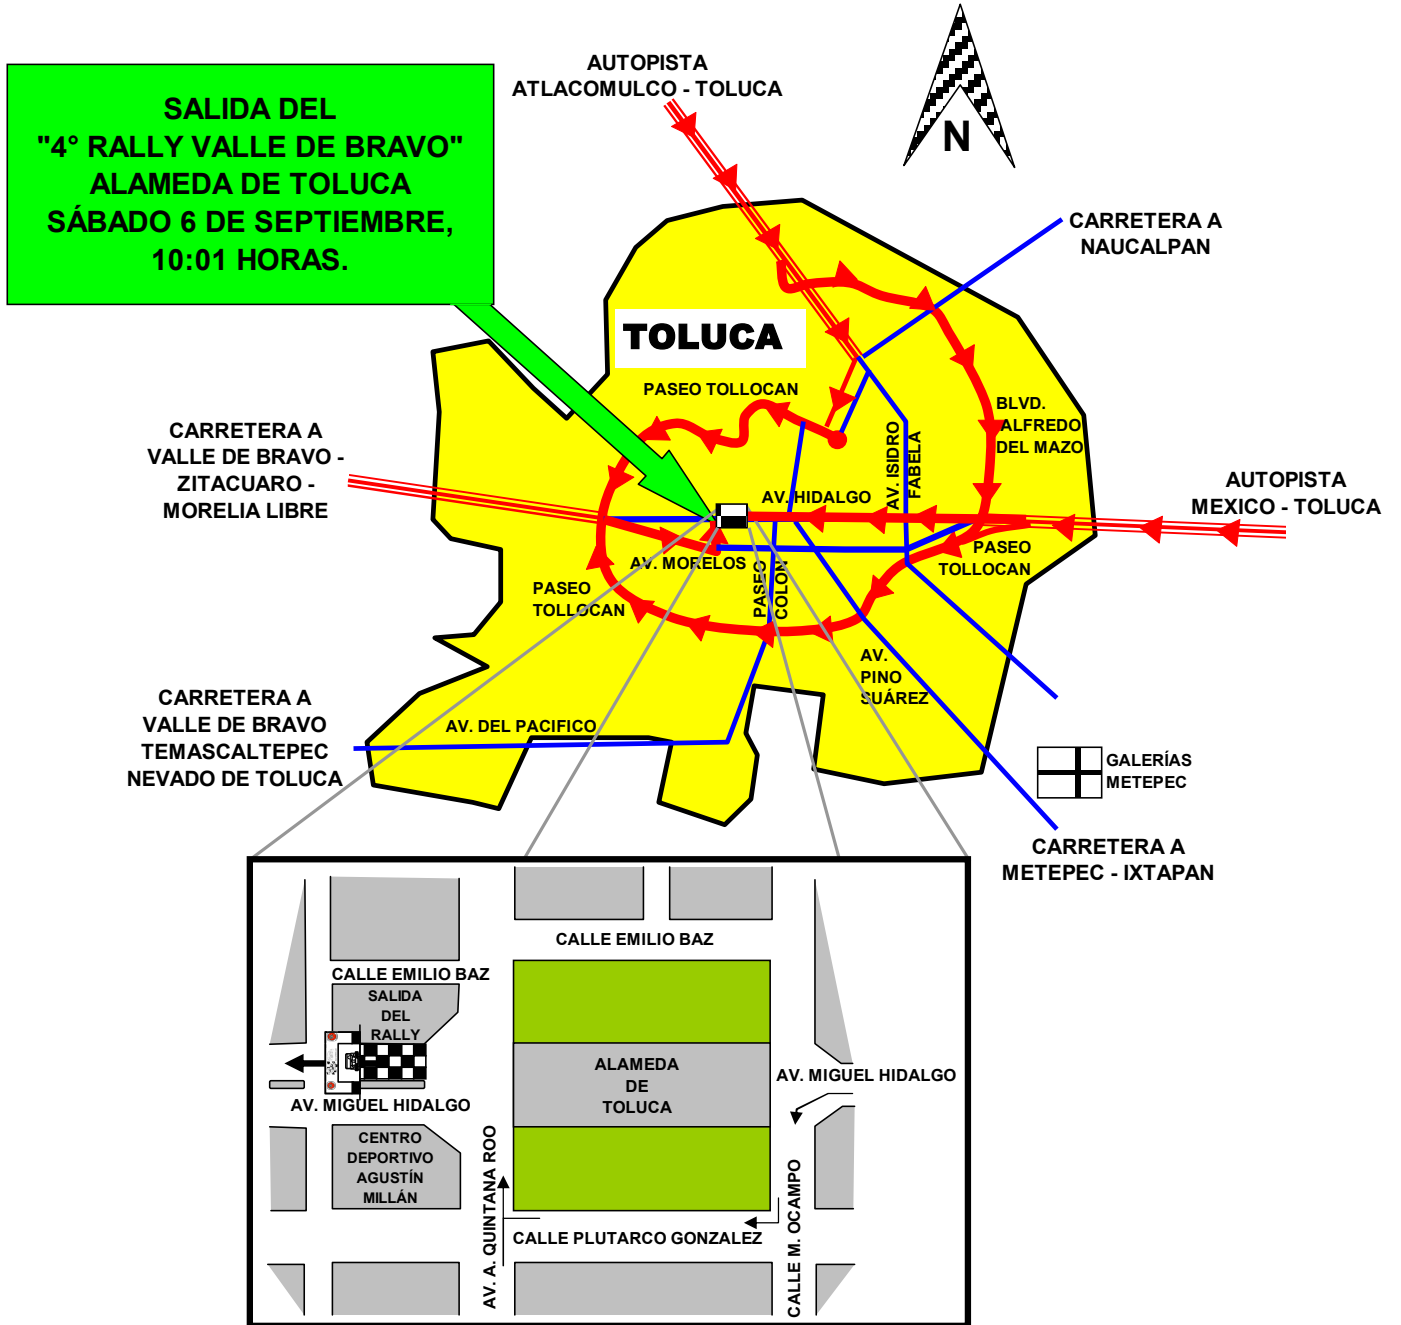 AUTOPISTA
ATLACOMULCO - TOLUCA
N
SALIDA DEL
"4° RALLY VALLE DE BRAVO"
ALAMEDA DE TOLUCA
SÁBADO 6 DE SEPTIEMBRE,
10:01 HORAS.
CARRETERA A
NAUCALPAN
TOLUCA
PASEO TOLLOCAN
BLVD.
ALFREDO
DEL MAZO
AV. ISIDRO
FABELA
CARRETERA A
VALLE DE BRAVO -
ZITACUARO -
MORELIA LIBRE
AV. HIDALGO
AUTOPISTA
MEXICO - TOLUCA
PASEO
TOLLOCAN
AV. MORELOS
PASEO
COLON
PASEO
TOLLOCAN
AV.
PINO
SUÁREZ
CARRETERA A
VALLE DE BRAVO
TEMASCALTEPEC
NEVADO DE TOLUCA
AV. DEL PACIFICO
GALERÍAS
METEPEC
CARRETERA A
METEPEC - IXTAPAN
CALLE EMILIO BAZ
CALLE EMILIO BAZ
SALIDA
DEL
RALLY
ALAMEDA
DE
TOLUCA
AV. MIGUEL HIDALGO
AV. MIGUEL HIDALGO
CENTRO
DEPORTIVO
AGUSTÍN
MILLÁN
AV. A. QUINTANA ROO
CALLE PLUTARCO GONZALEZ
CALLE M. OCAMPO